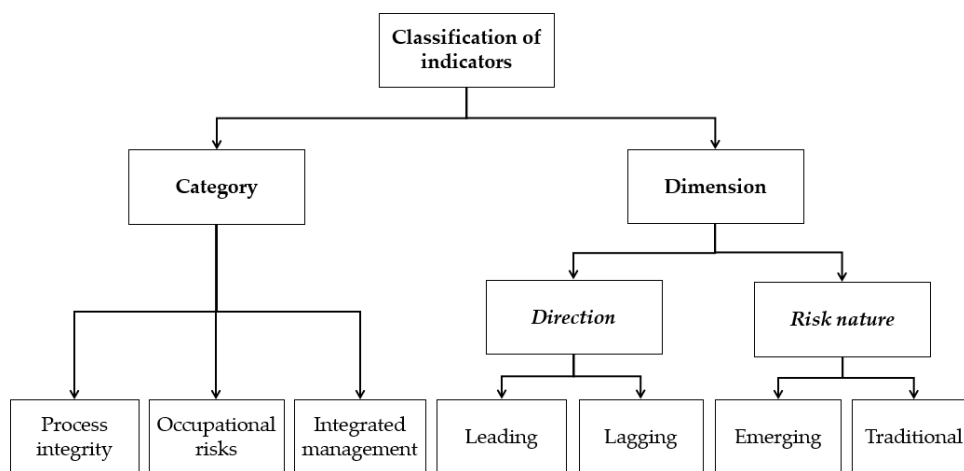 Classification of
indicators
Category
Dimension
Direction
Risk nature
Process
integrity
Occupational
risks
Integrated
management
Leading
Lagging
Emerging
Traditional